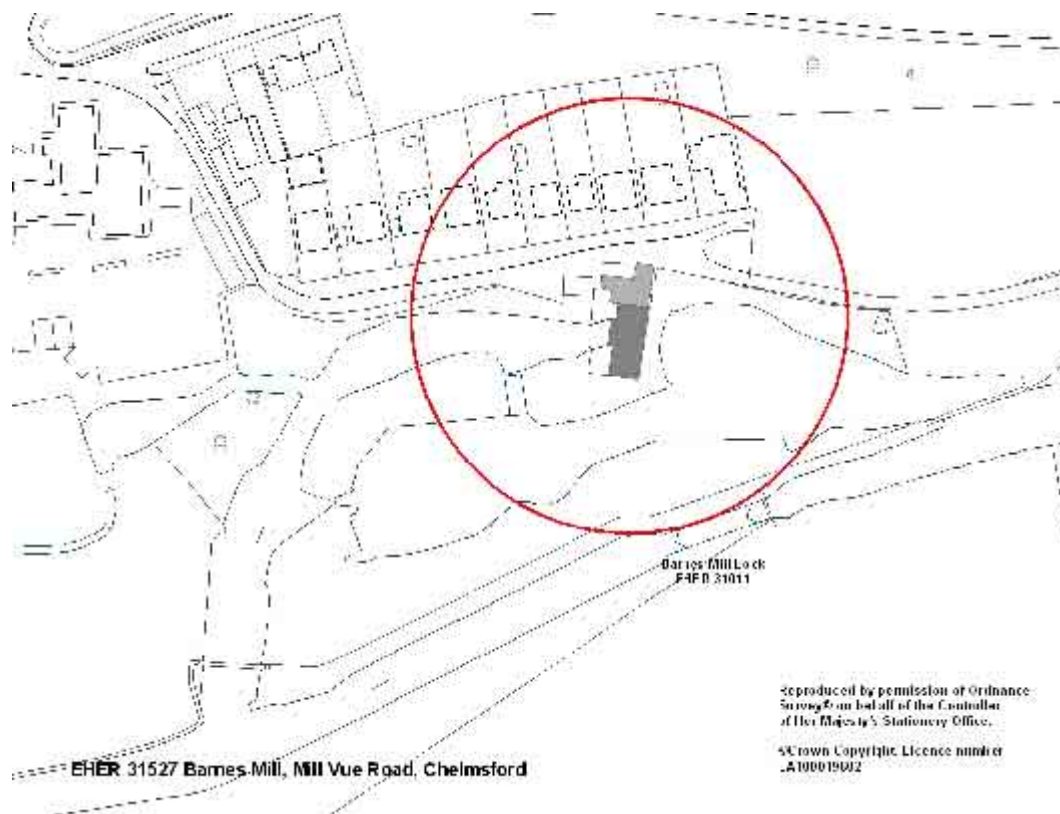 Barnes Mill Lock
EHER 31011
Reproduced by permission of Ordnance
Survey® on behalf of the Controller
of Her Majesty's Stationery Office.
©Crown Copyright. Licence number
EHER 31527 Barnes Mill, Mill Vue Road, Chelmsford